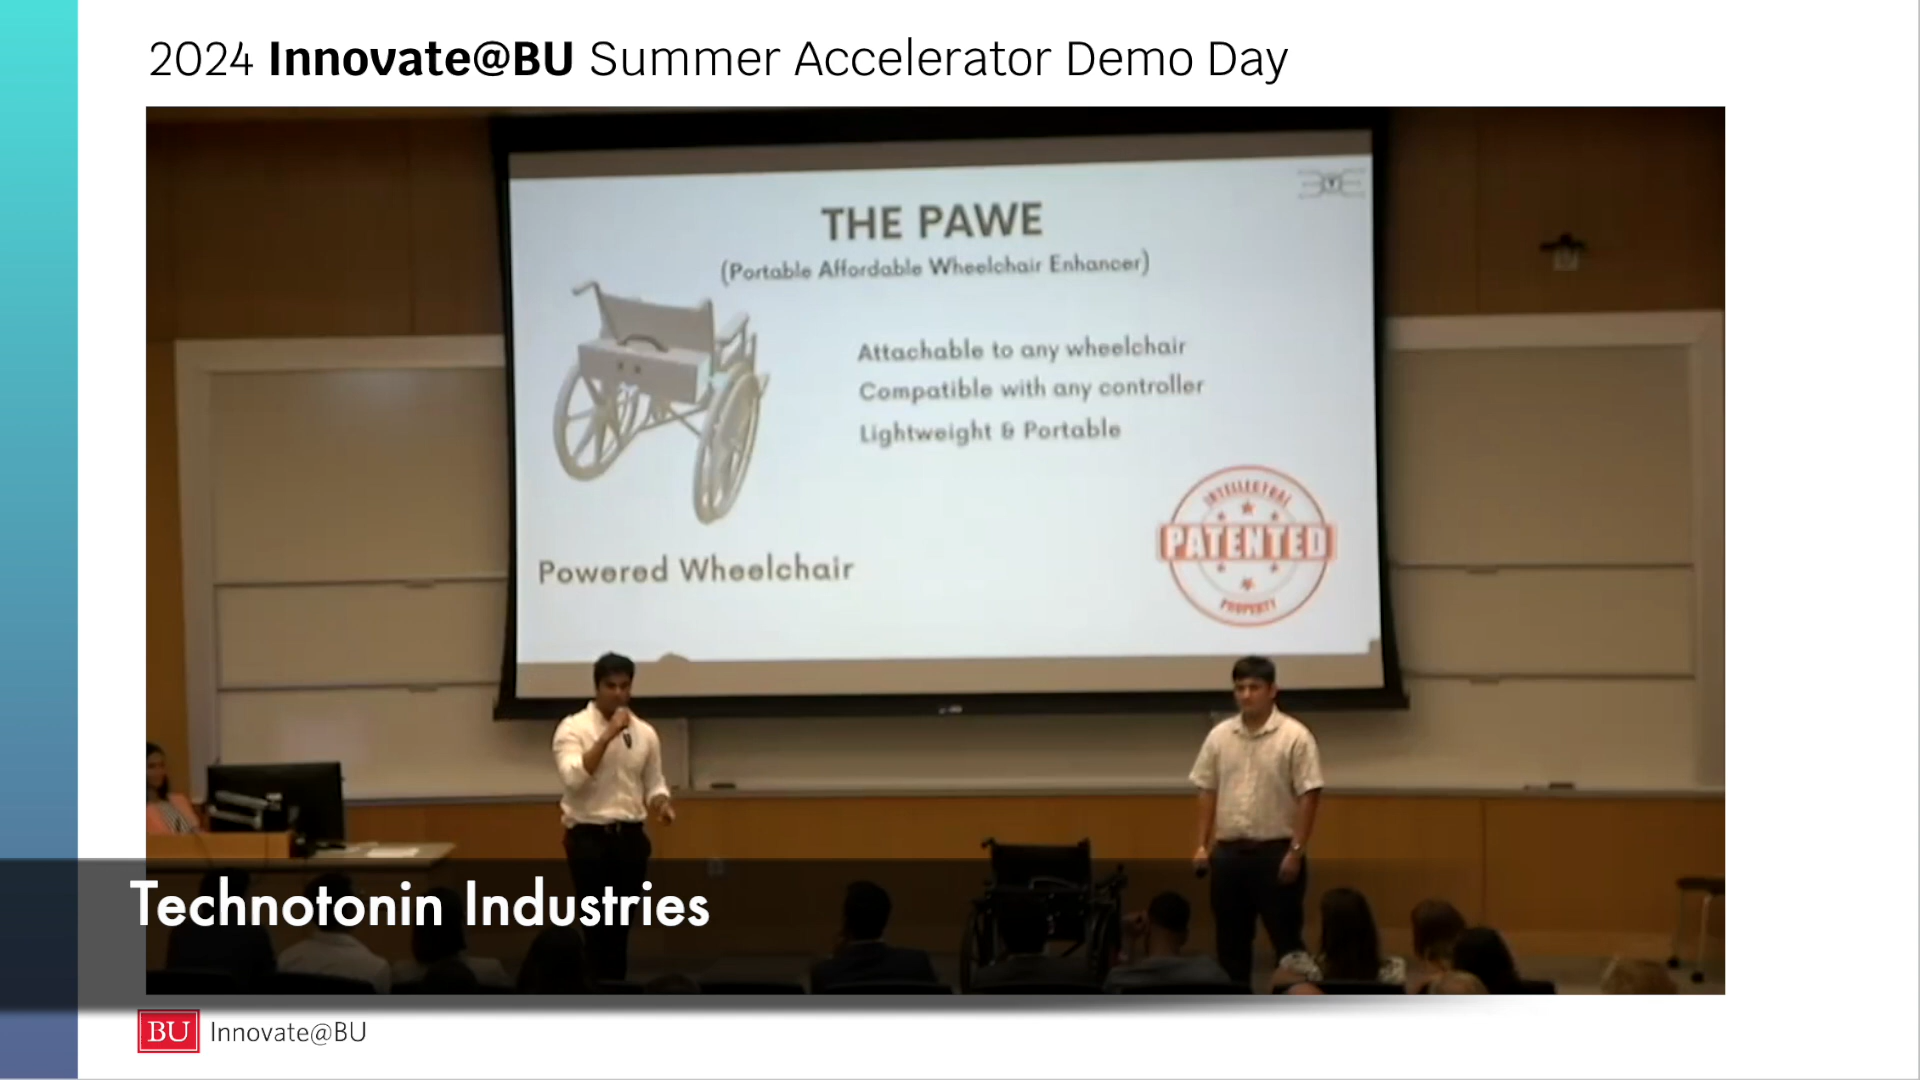 2024 Innovate@BU Summer Accelerator Demo Day
THE PAWE
(Portable Affordable Wheelchair Enhancer)
Attachable to any wheelchair
Compatible with any controller
Lightweight & Portable
INTELLECTUAL
PATENTED
PROPERTY
Powered Wheelchair
Technotonin Industries
BU Innovate@BU